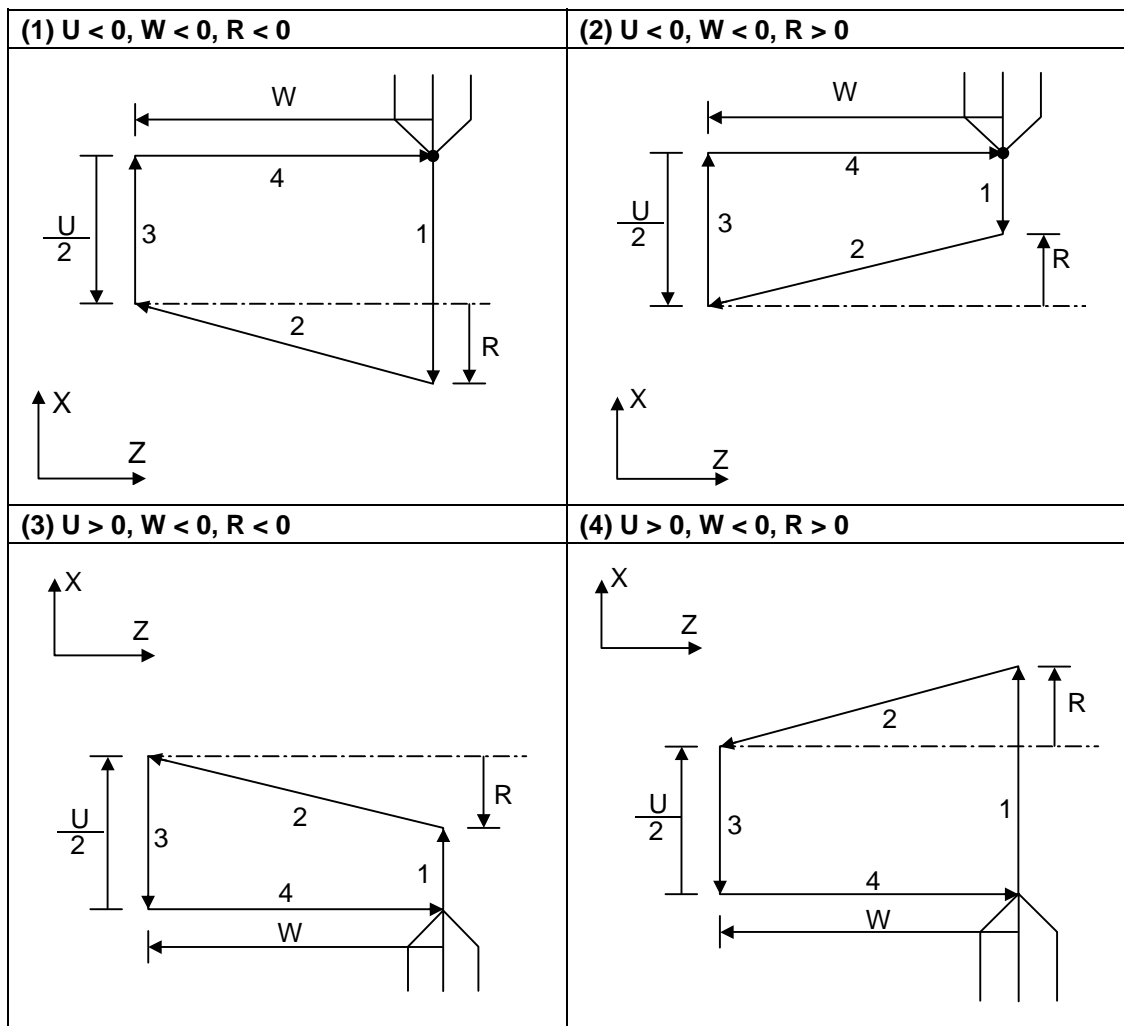 (1) U < 0, W < 0, R < 0
W
4
U
2
3
1
2
R
X
Z
(2) U < 0, W < 0, R > 0
W
4
1
U
2
3
2
R
X
Z
(3) U > 0, W < 0, R < 0
X
Z
R
U
2
3
2
1
4
W
(4) U > 0, W < 0, R > 0
X
Z
R
2
U
2
3
1
4
W